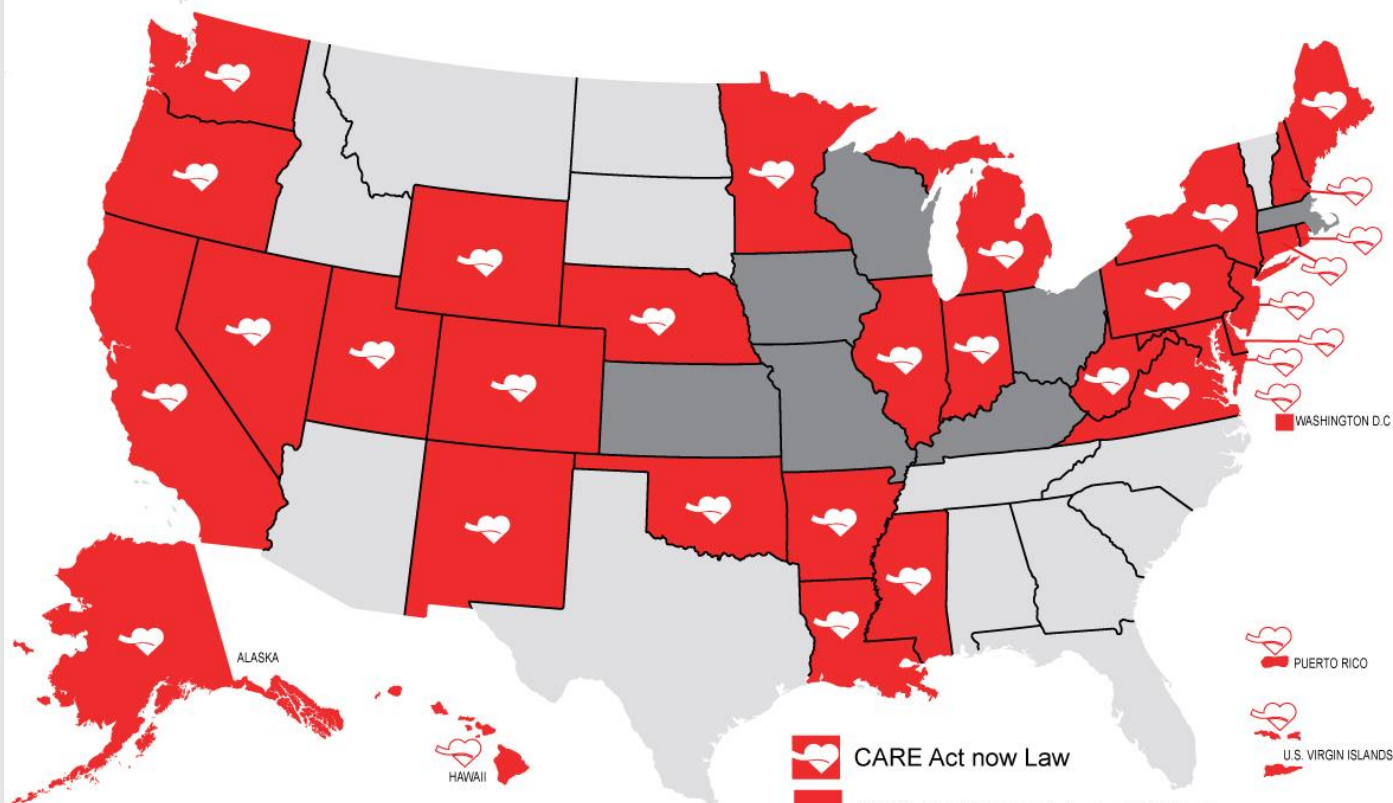 WASHINGTON D.C
PUERTO RICO
ALASKA
U.S. VIRGIN ISLANDS
HAWAII
CARE Act now Law